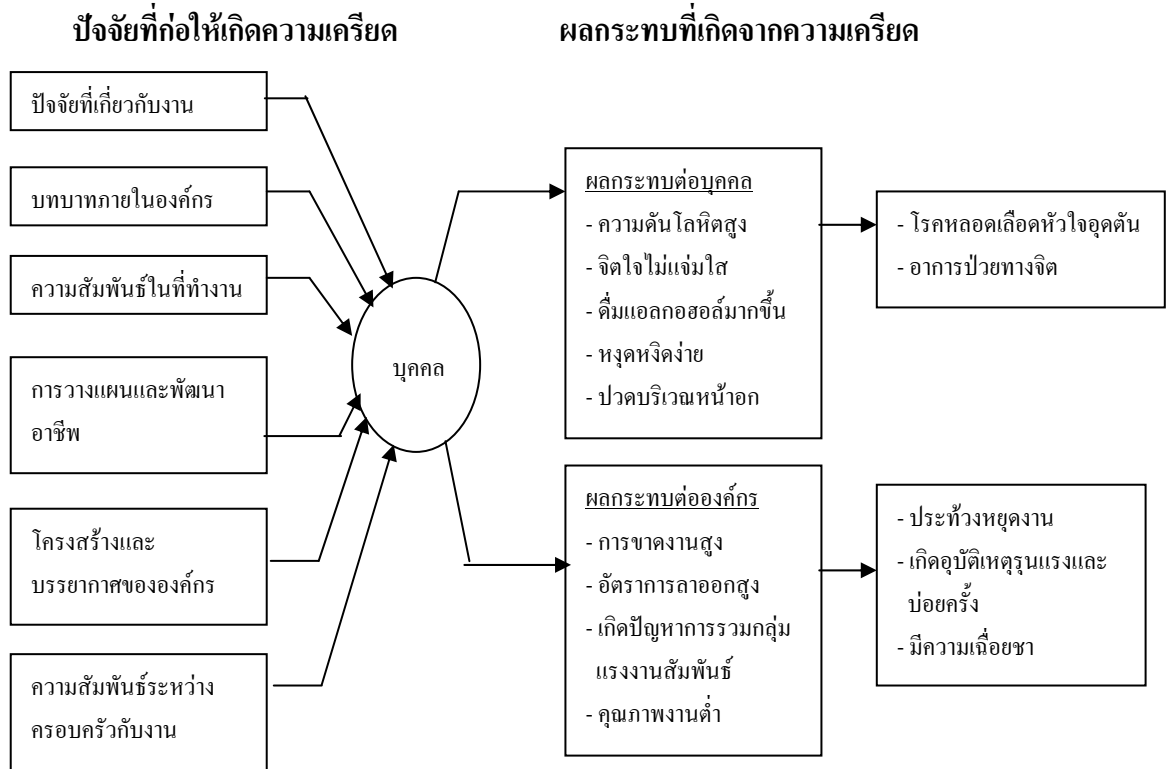 ปัจจัยที่ก่อให้เกิดความเครียด
ผลกระทบที่เกิดจากความเครียด
ปัจจัยที่เกี่ยวกับงาน
บทบาทภายในองค์กร
ความสัมพันธ์ในที่ทำงาน
การวางแผนและพัฒนา
อาชีพ
โครงสร้างและ
บรรยากาศขององค์กร
ความสัมพันธ์ระหว่าง
ครอบครัวกับงาน
บุคคล
ผลกระทบต่อบุคคล
- ความดันโลหิตสูง
- จิตใจไม่แจ่มใส
- ดื่มแอลกอฮอล์มากขึ้น
- หงุดหงิดง่าย
- ปวดบริเวณหน้าอก
- โรคหลอดเลือดหัวใจอุดตัน
- อาการป่วยทางจิต
ผลกระทบต่อองค์กร
- การขาดงานสูง
- อัตราการลาออกสูง
- เกิดปัญหาการรวมกลุ่ม
แรงงานสัมพันธ์
- คุณภาพงานต่ำ
- ประท้วงหยุดงาน
- เกิดอุบัติเหตุรุนแรงและ
บ่อยครั้ง
- มีความเฉื่อยชา